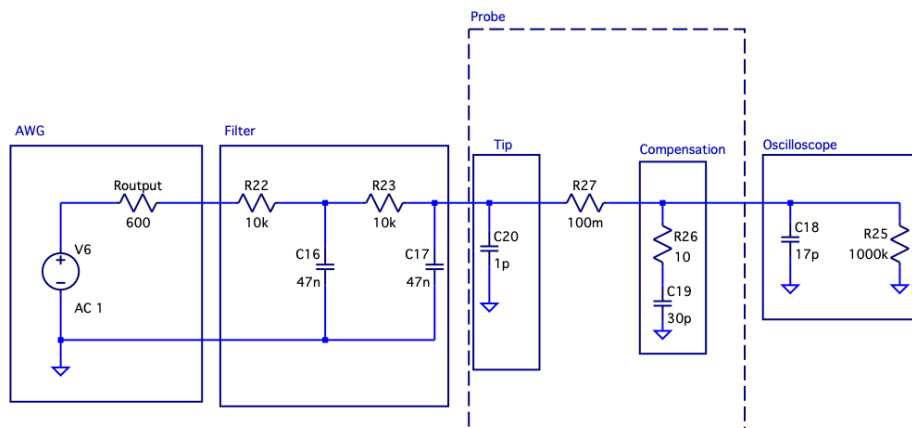 Probe
AWG
Filter
Tip
Compensation
Oscilloscope
Routput
600
R22
10k
R23
10k
R27
100m
V6
AC 1
C16
47n
C17
47n
C20
1p
R26
10
C19
30p
C18
17p
R25
1000k